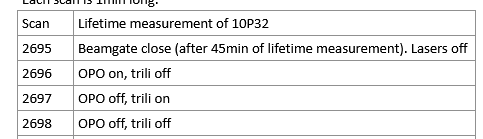 Each scan is 1min long.
Scan Lifetime measurement of 10P32
2695 Beamgate close (after 45min of lifetime measurement). Lasers off
2696 OPO on, trili off
2697 OPO off, trili on
2698 OPO off, trili off